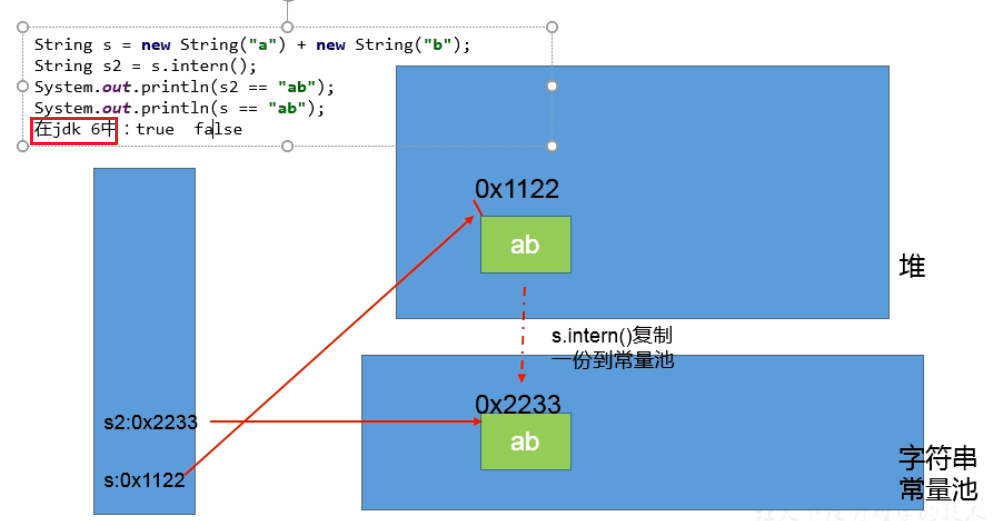 String s = new String("a") + new String("b");
String s2 = s.intern();
System.out.println(s2 == "ab");
System.out.println(s == "ab");
在jdk 6中：true  false
0x1122
ab
堆
s.intern()复制
一份到常量池
0x2233
ab
s2:0x2233
s:0x1122
字符串
常量池